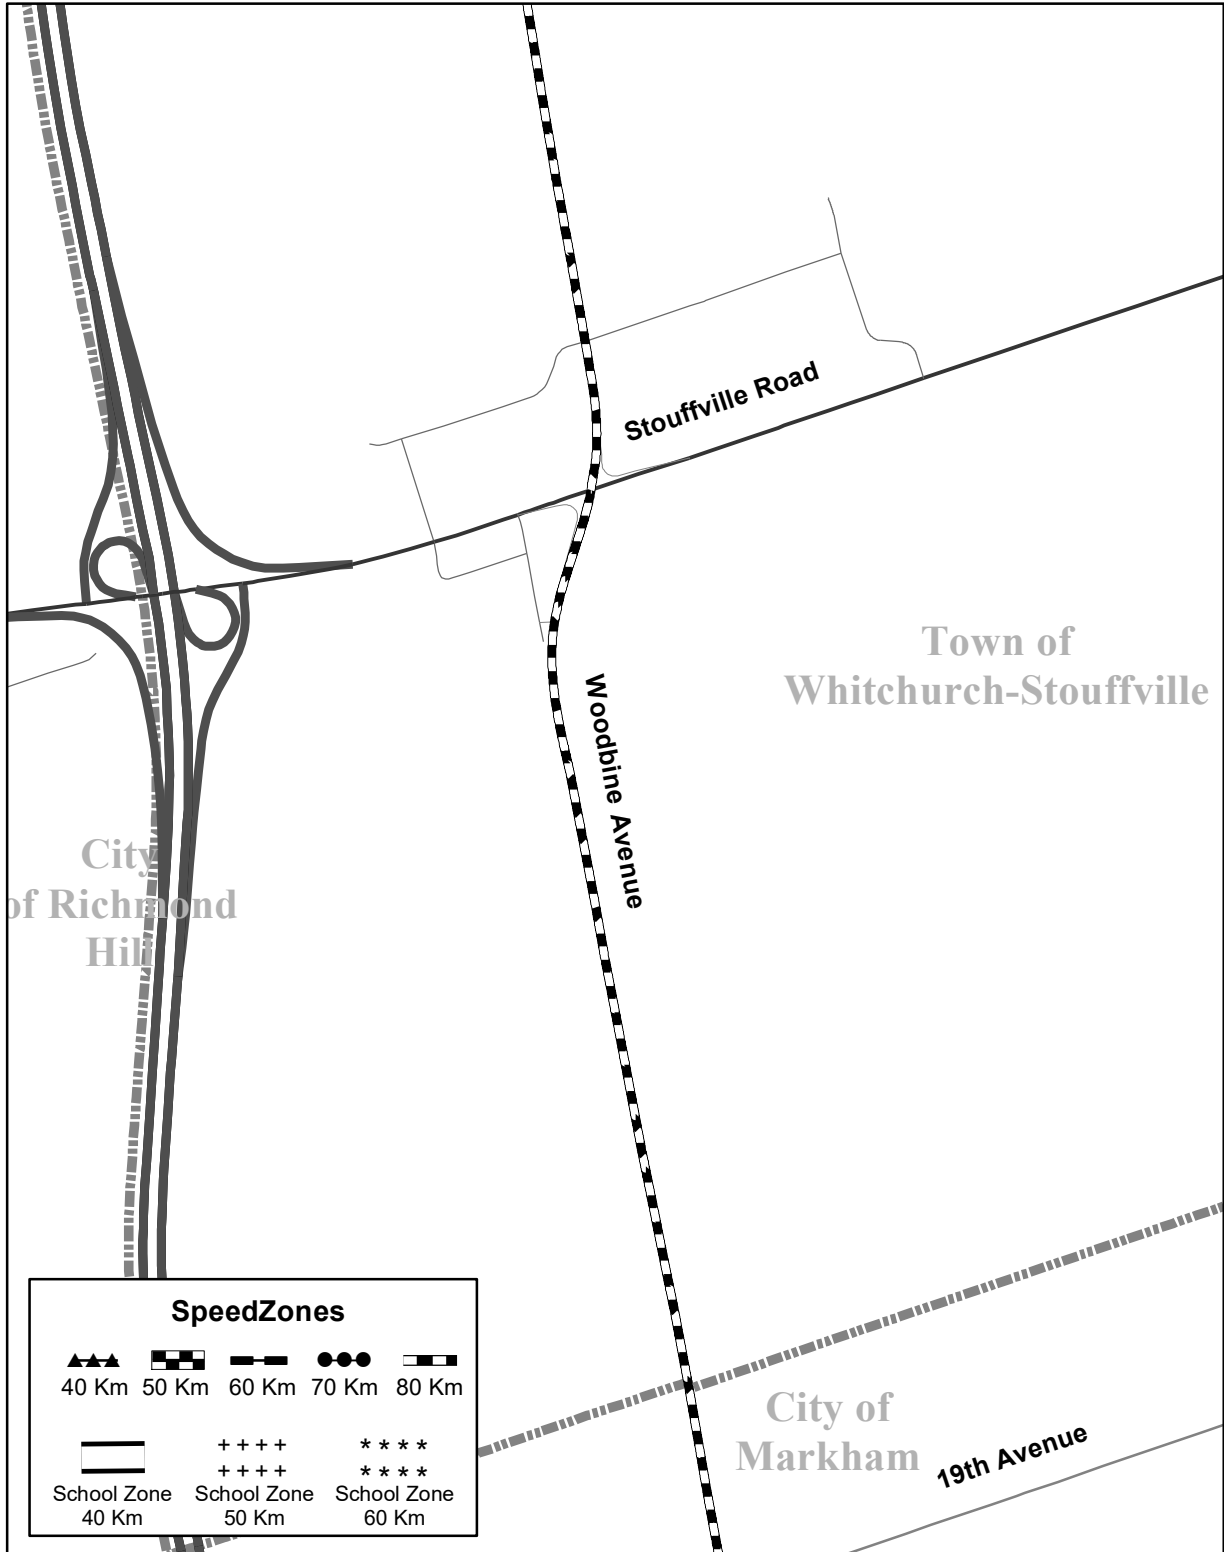 Stouffville Road
Town of
Whitchurch-Stouffville
Woodbine Avenue
City
of Richmond
Hill
SpeedZones
40 Km 50 Km 60 Km 70 Km 80 Km
School Zone School Zone School Zone
40 Km 50 Km 60 Km
City of
Markham
19th Avenue